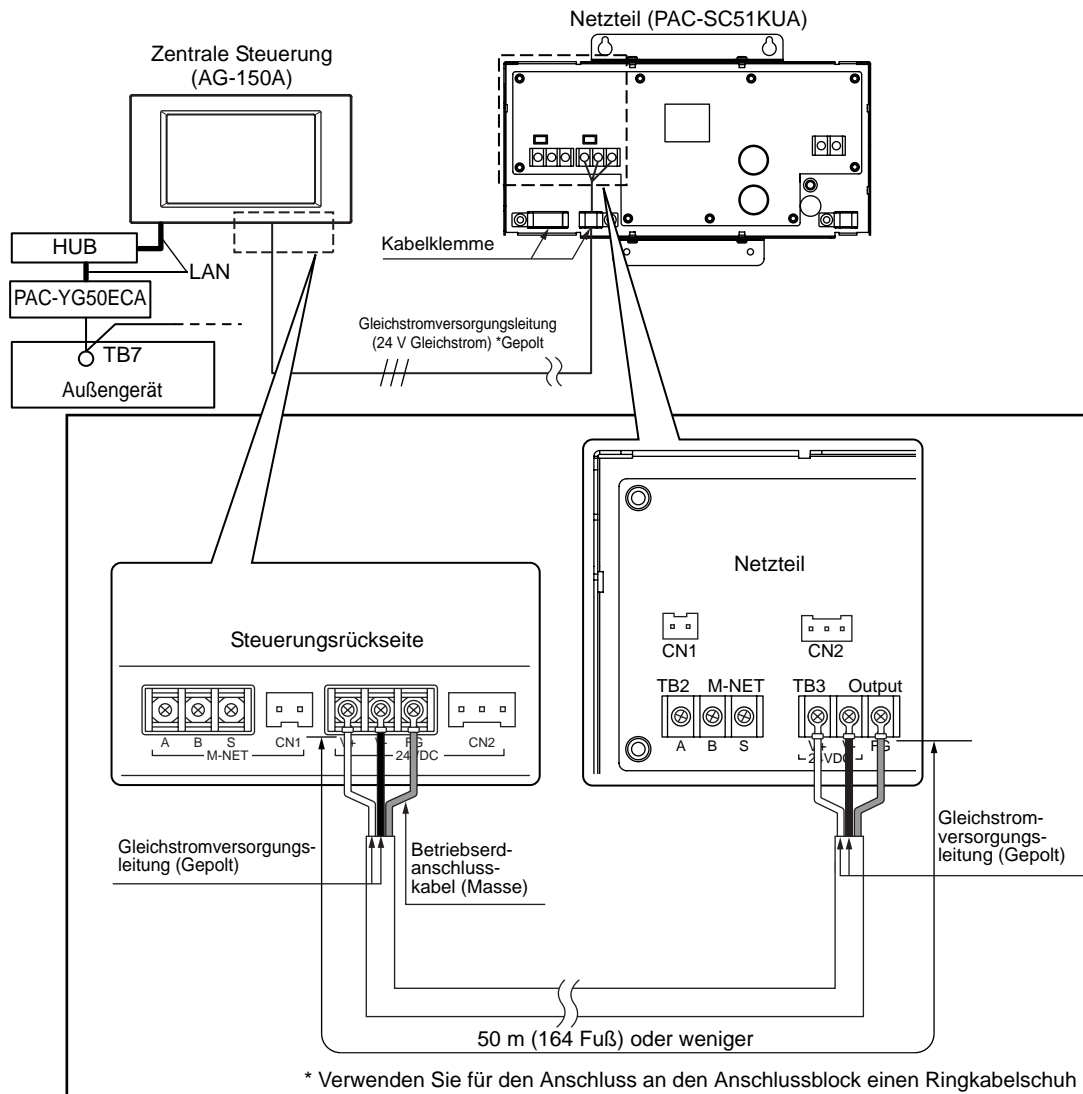 Netzteil (PAC-SC51KUA)
Zentrale Steuerung
(AG-150A)
HUB
LAN
PAC-YG50ECA
TB7
Außengerät
Kabelklemme
Gleichstromversorgungsleitung
(24 V Gleichstrom) *Gepolt
Steuerungsrückseite
A B S
M-NET
CN1
V+ V- FG
24VDC
CN2
Netzteil
CN1
CN2
TB2 M-NET
TB3 Output
A B S
V+ V- FG
24VDC
Gleichstromversorgungs-
leitung (Gepolt)
Betriebserd-
anschluss-
kabel (Masse)
Gleichstrom-
versorgungs-
leitung (Gepolt)
50 m (164 Fuß) oder weniger
* Verwenden Sie für den Anschluss an den Anschlussblock einen Ringkabelschuh